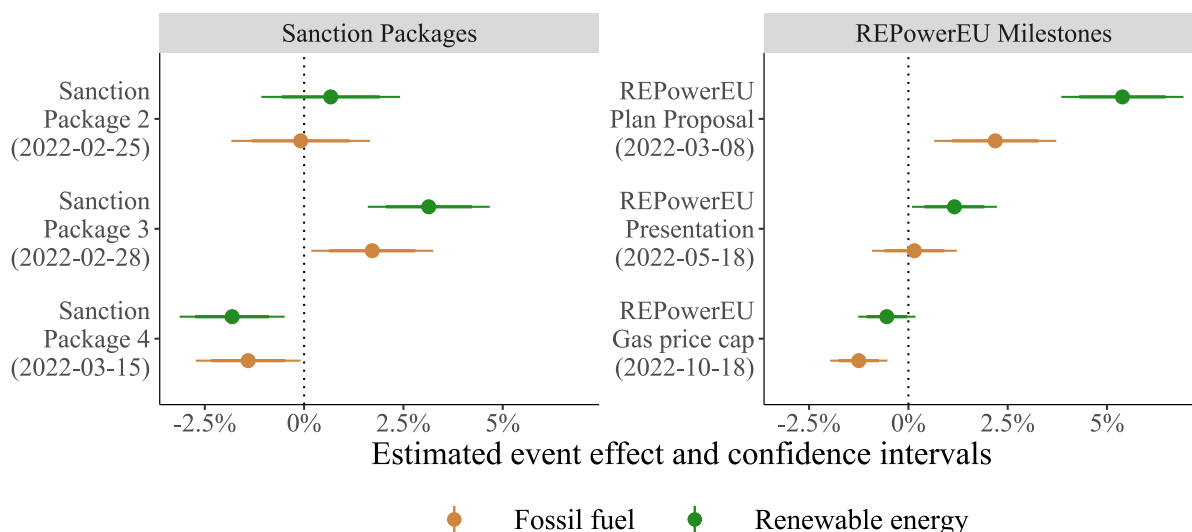 Sanction Packages
REPowerEU Milestones
Sanction
Package 2
(2022-02-25)
Sanction
Package 3
(2022-02-28)
Sanction
Package 4
(2022-03-15)
REPowerEU
Plan Proposal
(2022-03-08)
REPowerEU
Presentation
(2022-05-18)
REPowerEU
Gas price cap
(2022-10-18)
-2.5% 0% 2.5% 5%
-2.5% 0% 2.5% 5%
Estimated event effect and confidence intervals
Fossil fuel Renewable energy